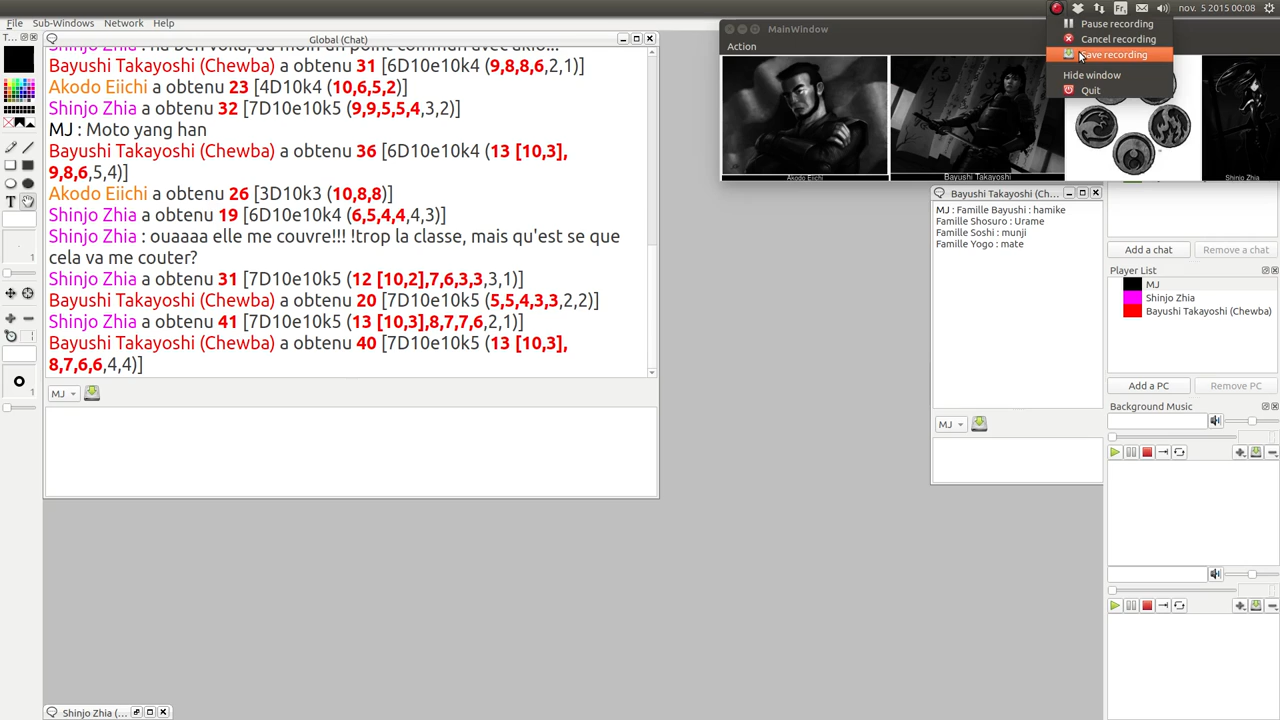 File Sub-Windows Network Help
Fr,
nov. 5 2015 00:08
Pause recording
Cancel recording
Save recording
Hide window
Quit
T...
Global (Chat)
Bayushi Takayoshi (Chewba) a obtenu 31 [6D10e10k4 (9,8,8,6,2,1)]
Akodo Eiichi a obtenu 23 [4D10k4 (10,6,5,2)]
Shinjo Zhia a obtenu 32 [7D10e10k5 (9,9,5,5,4,3,2)]
MJ : Moto yang han
Bayushi Takayoshi (Chewba) a obtenu 36 [6D10e10k4 (13 [10,3],
9,8,6,5,4)]
Akodo Eiichi a obtenu 26 [3D10k3 (10,8,8)]
Shinjo Zhia a obtenu 19 [6D10e10k4 (6,5,4,4,4,3)]
Shinjo Zhia : ouaaaa elle me couvre!!! !trop la classe, mais qu'est se que
cela va me couter?
Shinjo Zhia a obtenu 31 [7D10e10k5 (12 [10,2],7,6,3,3,3,1)]
Bayushi Takayoshi (Chewba) a obtenu 20 [7D10e10k5 (5,5,4,3,3,2,2)]
Shinjo Zhia a obtenu 41 [7D10e10k5 (13 [10,3],8,7,7,6,2,1)]
Bayushi Takayoshi (Chewba) a obtenu 40 [7D10e10k5 (13 [10,3],
8,7,6,6,4,4)]
MJ
T
1
1
Shinjo Zhia (...
MainWindow
Action
Akodo Eiichi
Bayushi Takayoshi
Shinjo Zhia
Bayushi Takayoshi (Ch...
MJ : Famille Bayushi : hamike
Famille Shosuro : Urame
Famille Soshi : munji
Famille Yogo : mate
MJ
Add a chat
Remove a chat
Player List
MJ
Shinjo Zhia
Bayushi Takayoshi (Chewba)
Add a PC
Remove PC
Background Music